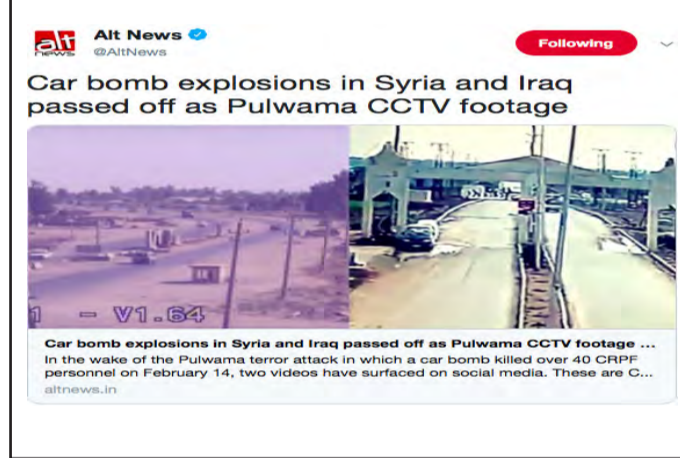 alt
NEWS
Alt News
@AltNews
Following
Car bomb explosions in Syria and Iraq
passed off as Pulwama CCTV footage
1 - V1.64
Car bomb explosions in Syria and Iraq passed off as Pulwama CCTV footage ...
In the wake of the Pulwama terror attack in which a car bomb killed over 40 CRPF
personnel on February 14, two videos have surfaced on social media. These are C...
altnews.in